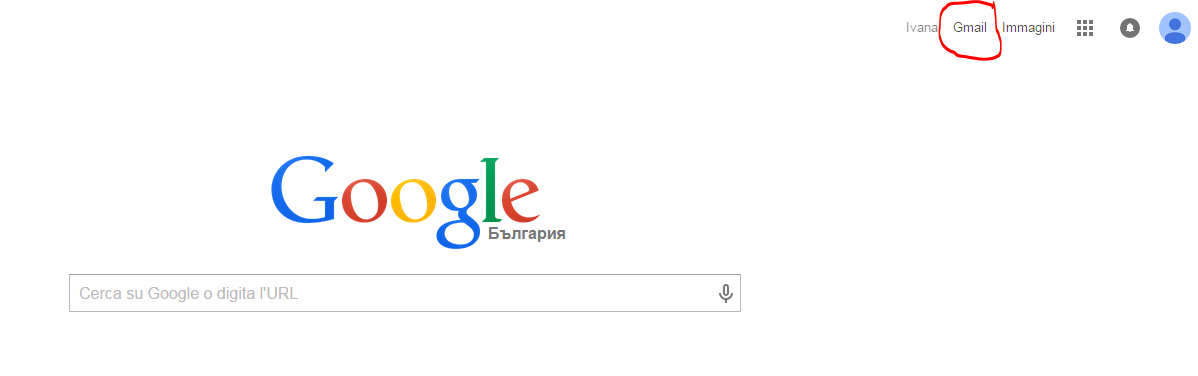 Ivana Gmail Immagini
Google
България
Cerca su Google o digita l'URL